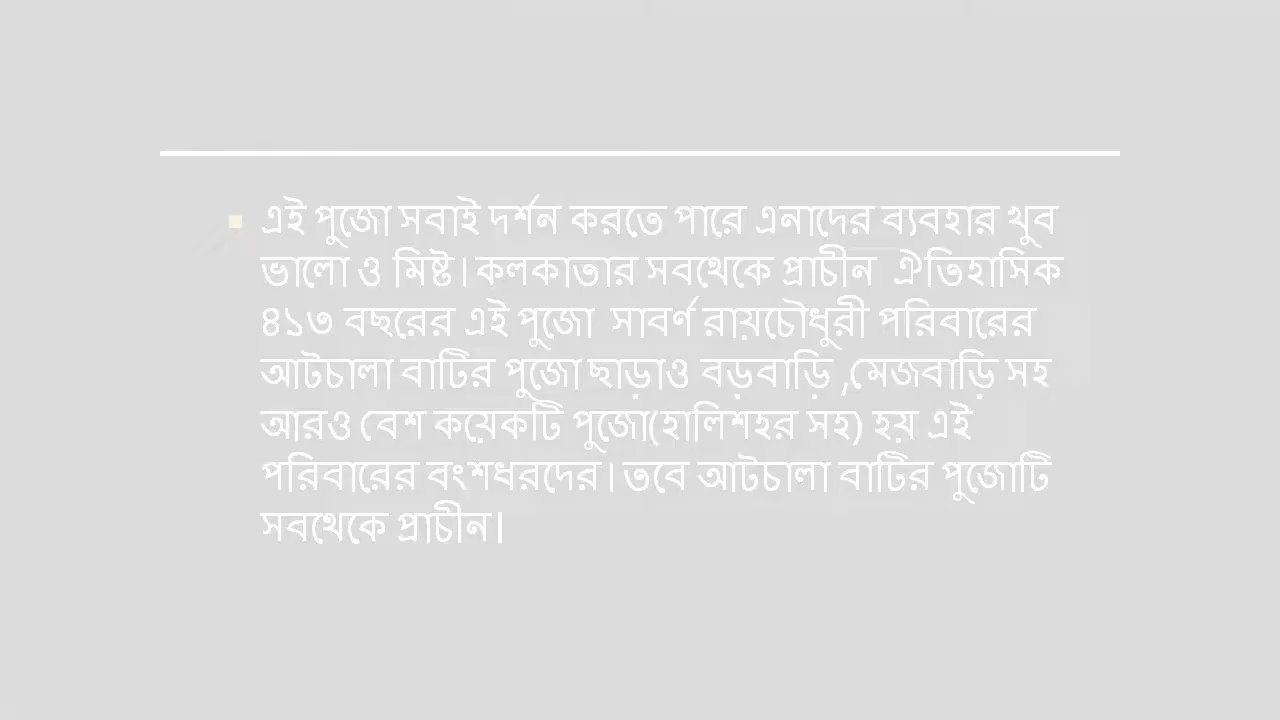 এই পুজো সবাই দর্শন করতে পারে এনাদের ব্যবহার খুব
ভালো ও মিষ্ট। কলকাতার সবথেকে প্রাচীন ঐতিহাসিক
৪১৩ বছরের এই পুজো সাবর্ণ রায়চৌধুরী পরিবারের
আটচালা বাটির পুজো ছাড়াও বড়বাড়ি ,মেজবাড়ি সহ
আরও বেশ কয়েকটি পুজো(হালিশহর সহ) হয় এই
পরিবারের বংশধরদের। তবে আটচালা বাটির পুজোটি
সবথেকে প্রাচীন।